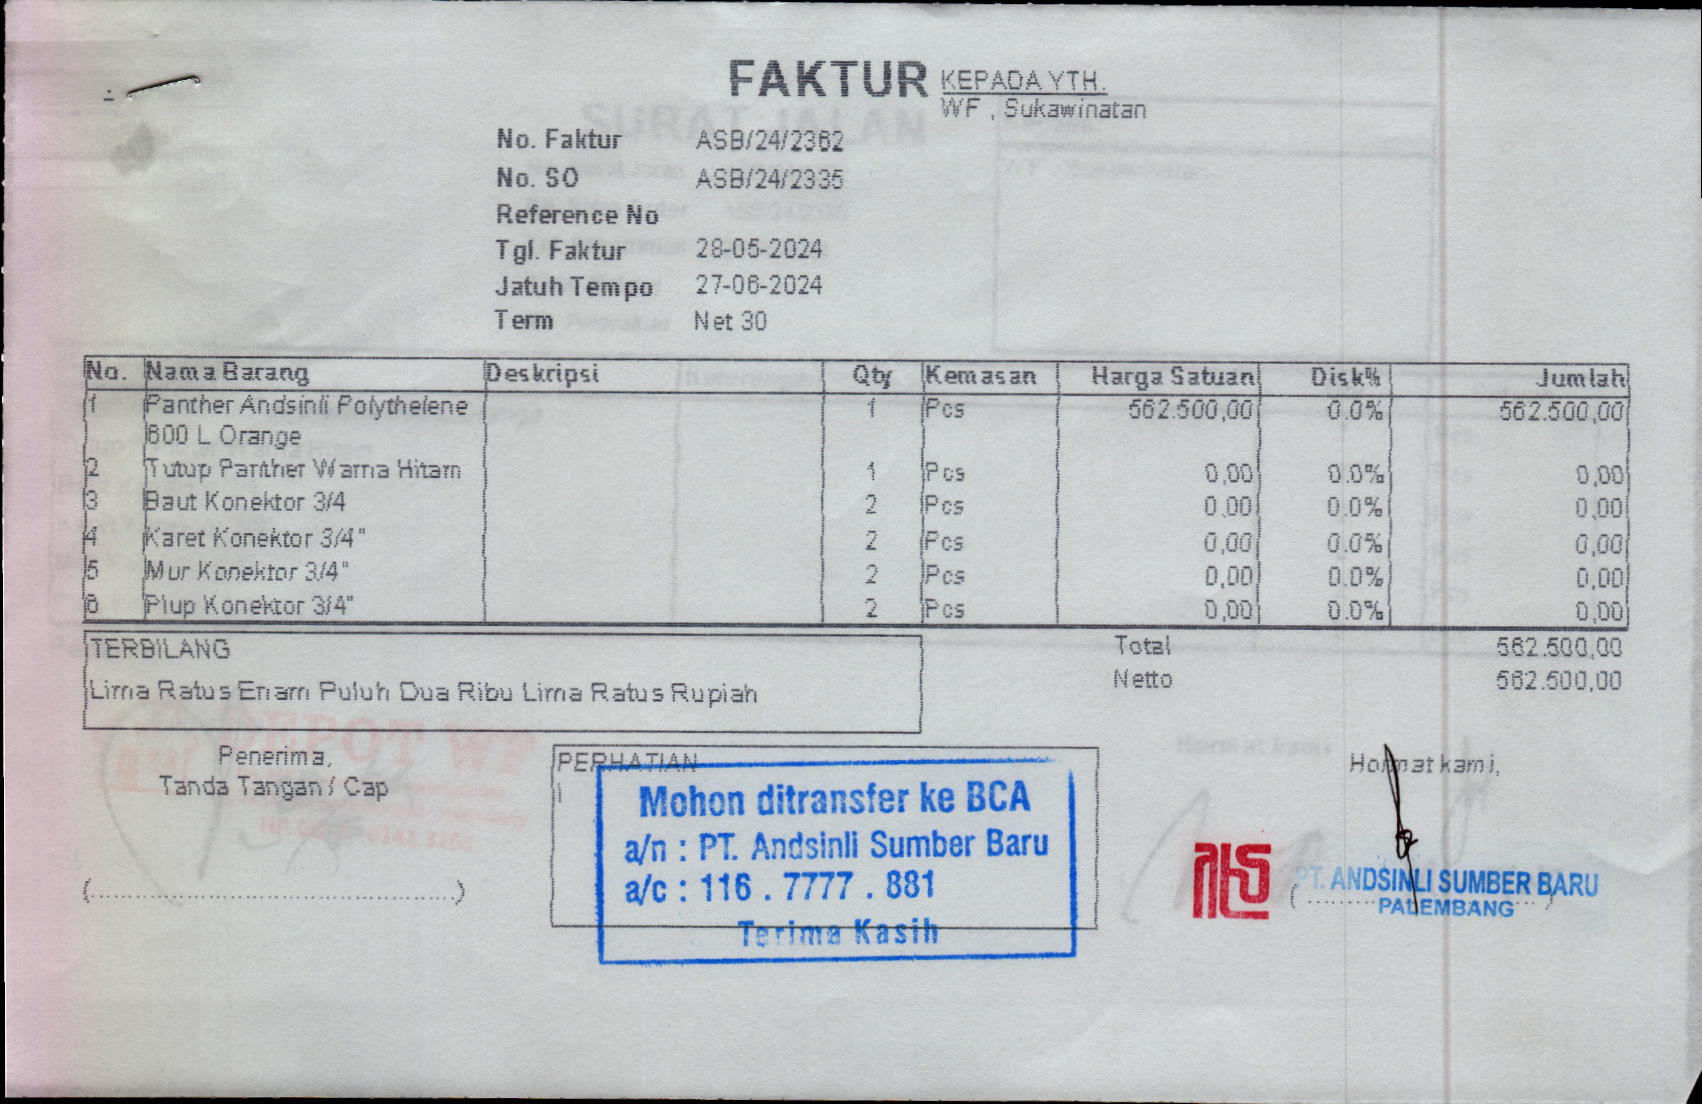 FAKTUR
KEPADA YTH.
WF , Sukawinatan
No. Faktur ASB/24/2362
No. SO ASB/24/2335
Reference No
Tgl. Faktur 28-05-2024
Jatuh Tempo 27-06-2024
Term Net 30
No. Nama Barang Deskripsi Qty Kemasan Harga Satuan Disk% Jumlah
1 Panther Andsinli Polythelene 1 Pcs 562.500,00 0.0% 562.500,00
600 L Orange
2 Tutup Panther Warna Hitam 1 Pcs 0,00 0.0% 0,00
3 Baut Konektor 3/4 2 Pcs 0,00 0.0% 0,00
4 Karet Konektor 3/4" 2 Pcs 0,00 0.0% 0,00
5 Mur Konektor 3/4" 2 Pcs 0,00 0.0% 0,00
6 Plup Konektor 3/4" 2 Pcs 0,00 0.0% 0,00
TERBILANG
Lima Ratus Enam Puluh Dua Ribu Lima Ratus Rupiah
Total 562.500,00
Netto 562.500,00
Penerima,
Tanda Tangan / Cap
(..............................................)
PERHATIAN
Mohon ditransfer ke BCA
a/n : PT. Andsinli Sumber Baru
a/c : 116 . 7777 . 881
Terima Kasih
Hormat kami,
PT. ANDSINLI SUMBER BARU
PALEMBANG